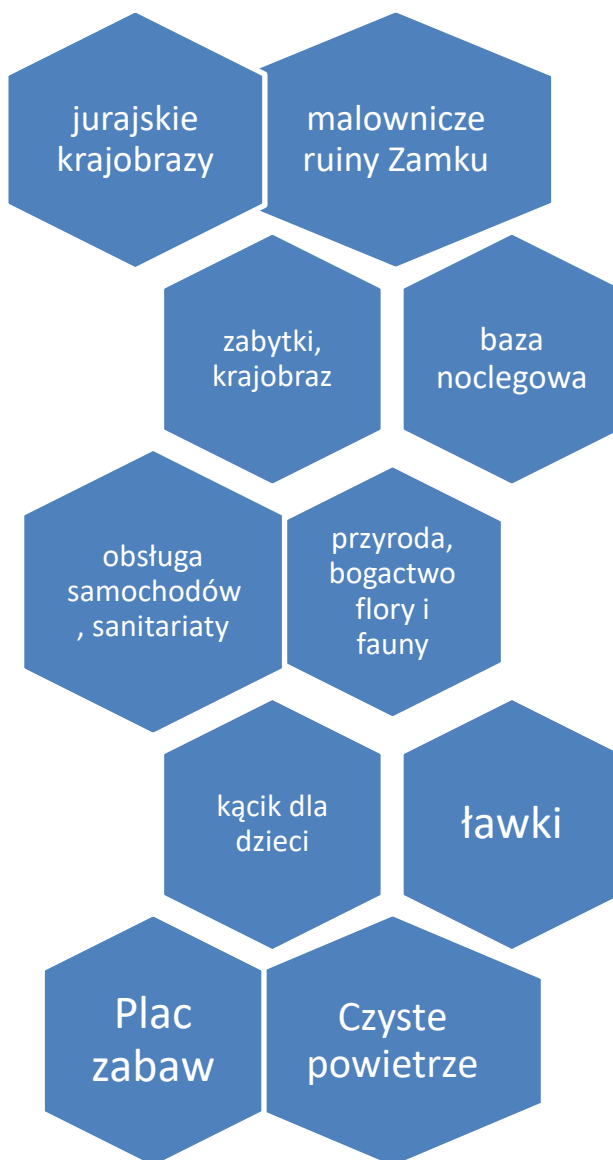 jurajskie
krajobrazy
malownicze
ruiny Zamku
zabytki,
krajobraz
baza
noclegowa
obsługa
samochodów
, sanitariaty
przyroda,
bogactwo
flory i
fauny
kącik dla
dzieci
ławki
Plac
zabaw
Czyste
powietrze